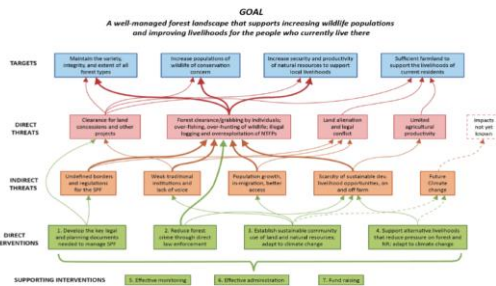 GOAL
A well-managed forest landscape that supports increasing wildlife populations
and improving livelihoods for the people who currently live there
TARGETS
Maintain the variety,
integrity, and extent of all
forest types
Increase populations of
wildlife of conservation
concern
Increase security and productivity
of natural resources to support
local livelihoods
Sufficient farmland to
support the livelihoods of
current residents
DIRECT
THREATS
Clearance for land
concessions and other
projects
Forest clearance/grabbing by individuals;
over-fishing, over-hunting of wildlife; illegal
logging and overexploitation of NTFPs
Land alienation
and legal
conflict
Limited
agricultural
productivity
Impacts
not yet
known
INDIRECT
THREATS
Undefined borders
and regulations
for the SPF
Weak traditional
institutions and
lack of voice
Population growth,
in-migration, better
access
Scarcity of sustainable dev.
livelihood opportunities, on
and off farm
Future
Climate
change
DIRECT
INTERVENTIONS
1. Develop the key legal
and planning documents
needed to manage SPF
2. Reduce forest
crime through direct
law enforcement
3. Establish sustainable community
use of land and natural resources;
adapt to climate change
4. Support alternative livelihoods
that reduce pressure on forest and
adapt to climate change
SUPPORTING INTERVENTIONS
5. Effective monitoring
6. Effective administration
7. Fund raising